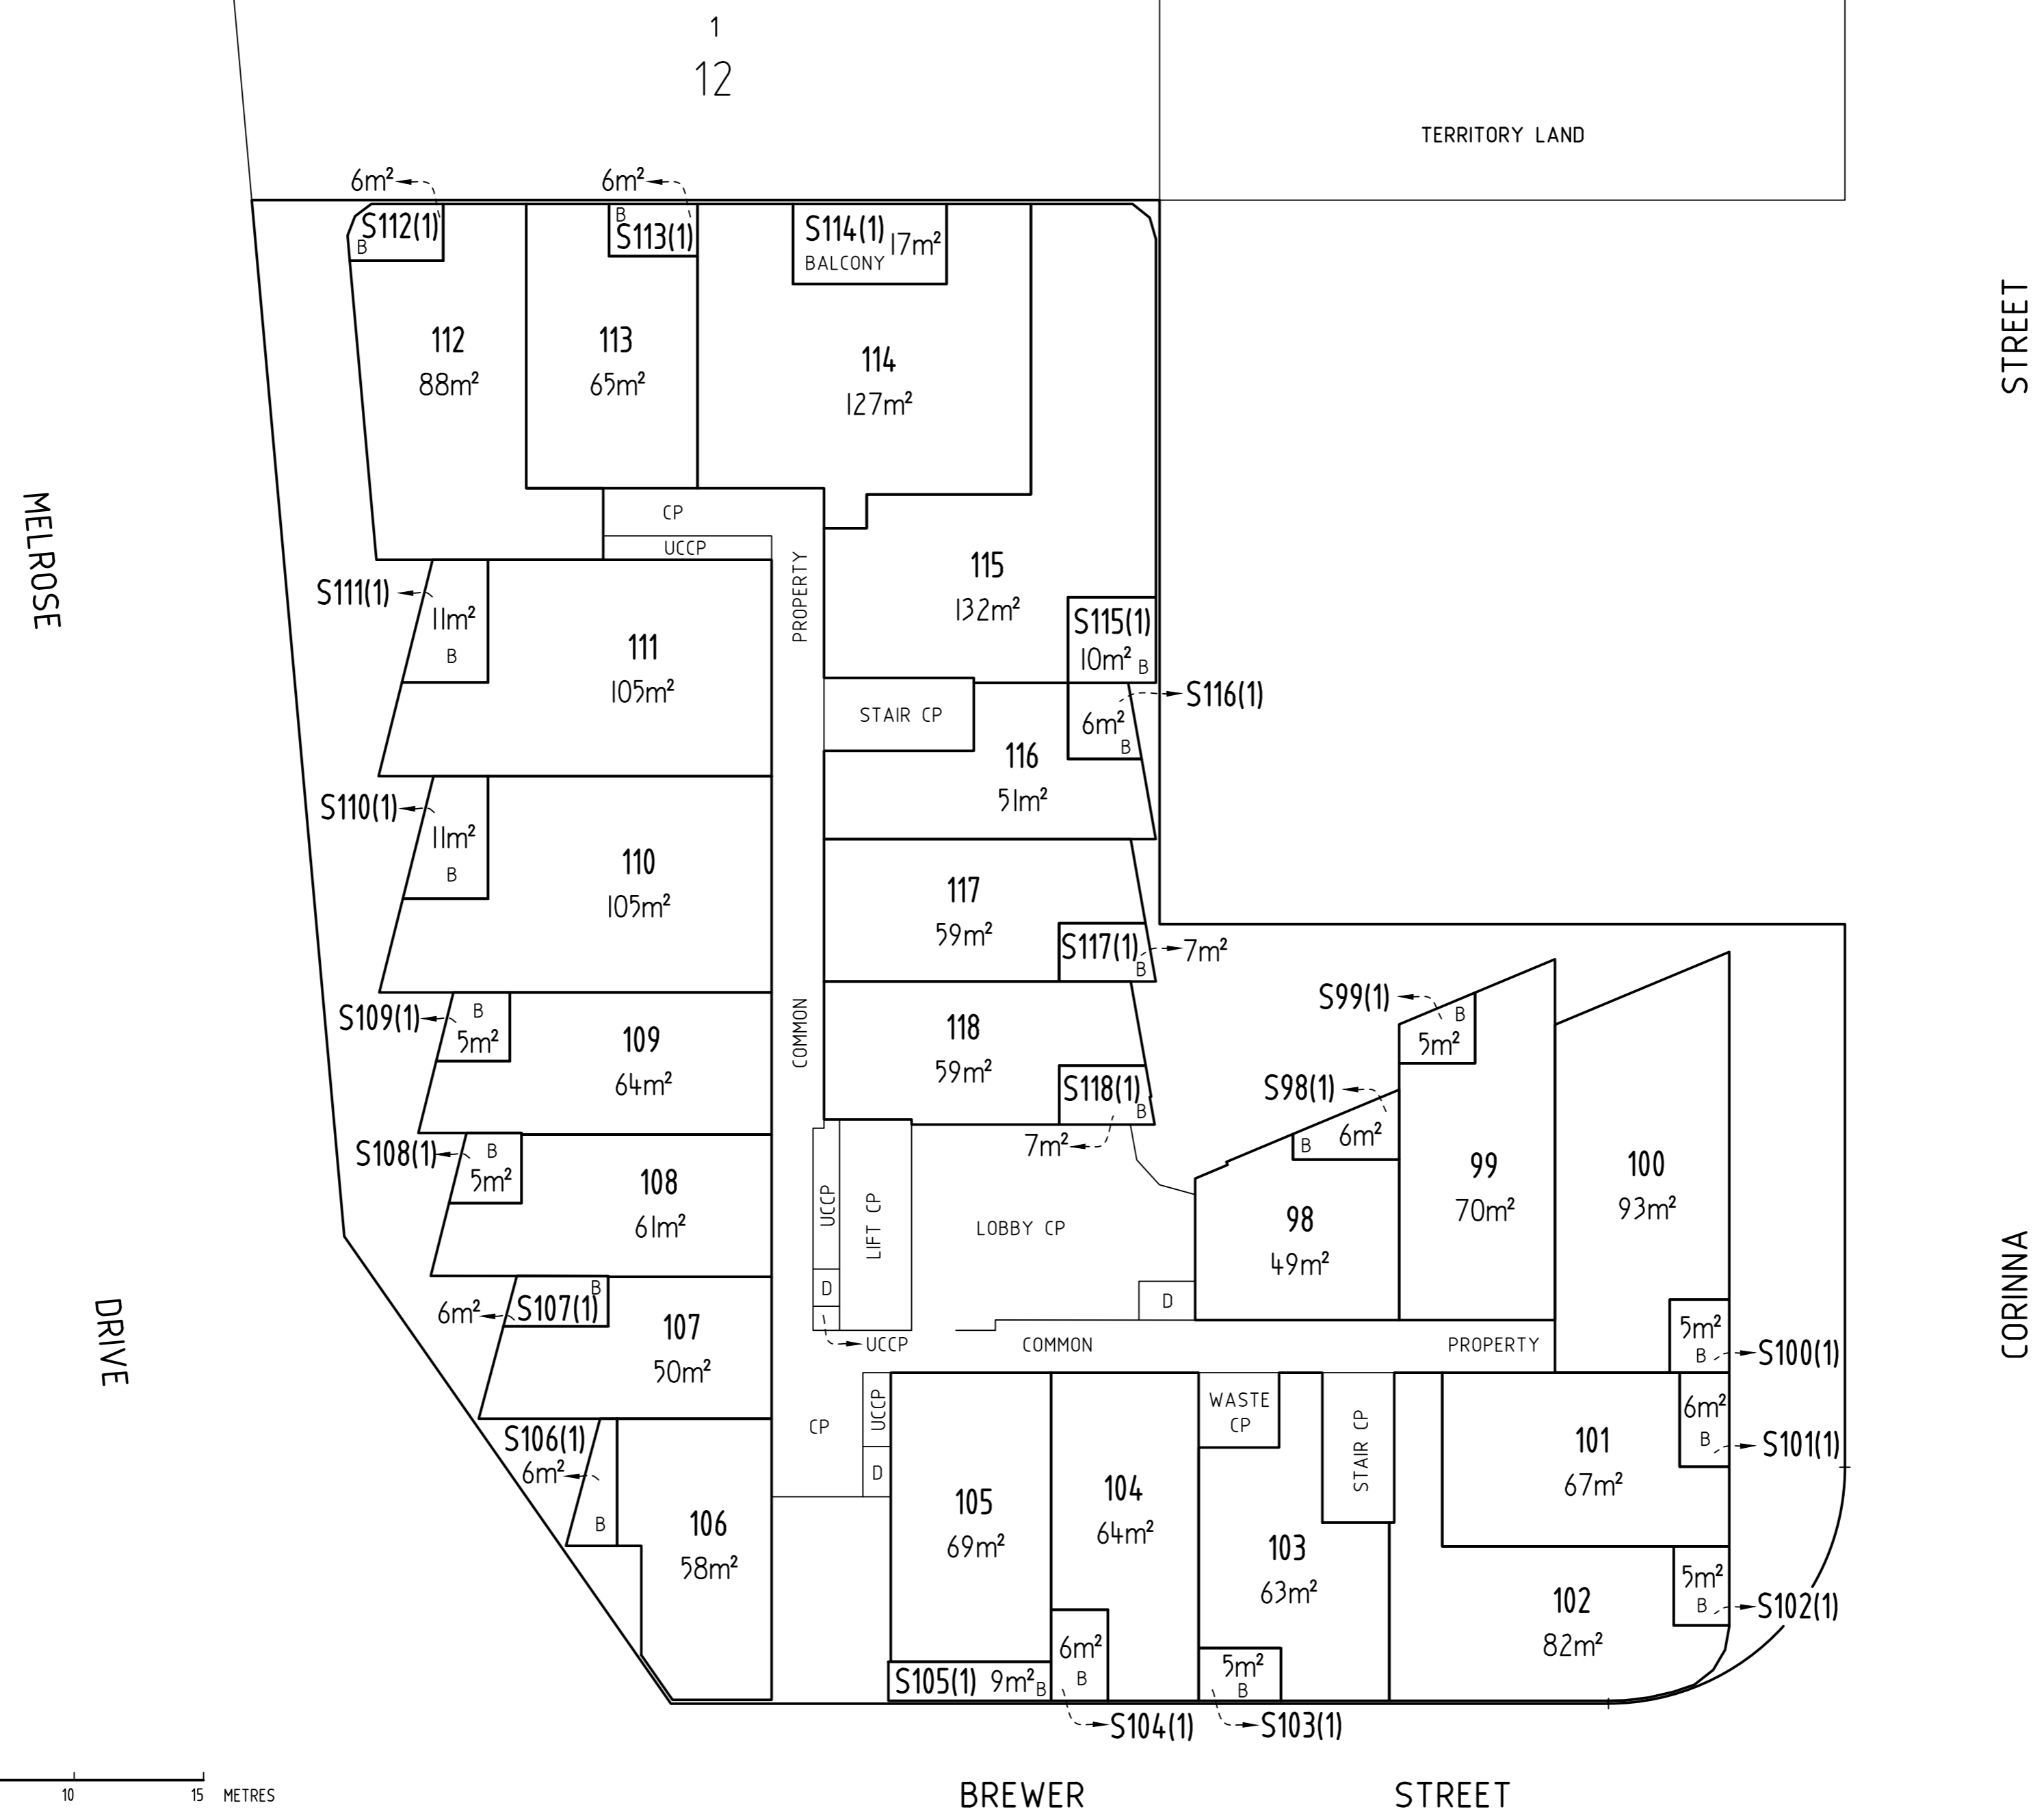 1
12
TERRITORY LAND
6m²
6m²
S112(1)
B
B
S113(1)
S114(1)
17m²
BALCONY
STREET
112
88m²
113
65m²
114
127m²
MELROSE
CP
UCCP
PROPERTY
115
132m²
S111(1)
11m²
B
111
105m²
S115(1)
10m² B
S116(1)
6m²
B
STAIR CP
116
51m²
S110(1)
11m²
B
110
105m²
117
59m²
S117(1)
B
7m²
S109(1)
B
5m²
109
64m²
COMMON
118
59m²
S118(1)
B
7m²
S99(1)
B
5m²
S98(1)
6m²
B
S108(1)
B
5m²
108
61m²
UCCP
LIFT CP
LOBBY CP
98
49m²
99
70m²
100
93m²
CORINNA
DRIVE
6m²
S107(1)
B
107
50m²
D
UCCP
D
COMMON
PROPERTY
5m²
B
S100(1)
S106(1)
6m²
B
106
58m²
CP
UCCP
D
105
69m²
104
64m²
WASTE
CP
STAIR CP
103
63m²
101
67m²
6m²
B
S101(1)
102
82m²
5m²
B
S102(1)
S105(1) 9m² B
6m²
B
S104(1)
5m²
B
S103(1)
10
15
METRES
BREWER STREET